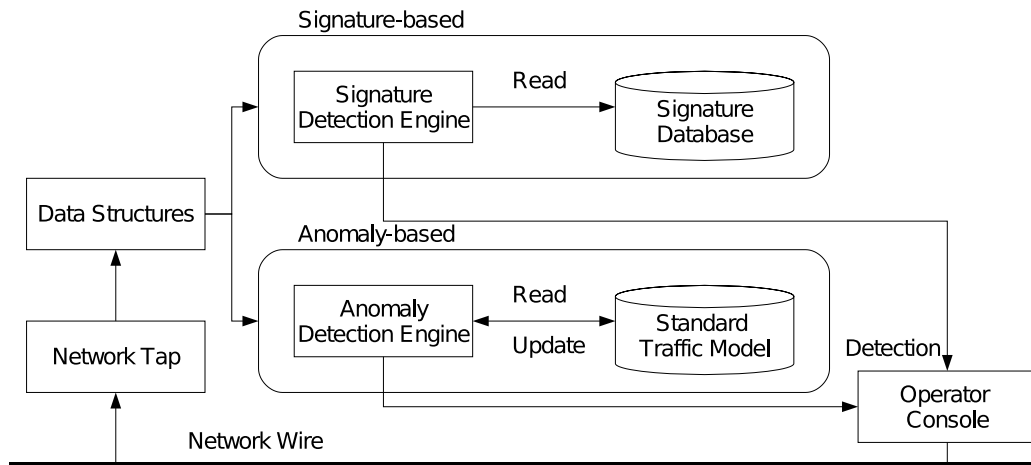 Signature-based
Signature
Detection Engine
Read
Signature
Database
Data Structures
Anomaly-based
Anomaly
Detection Engine
Read
Update
Standard
Traffic Model
Network Tap
Detection
Operator
Console
Network Wire